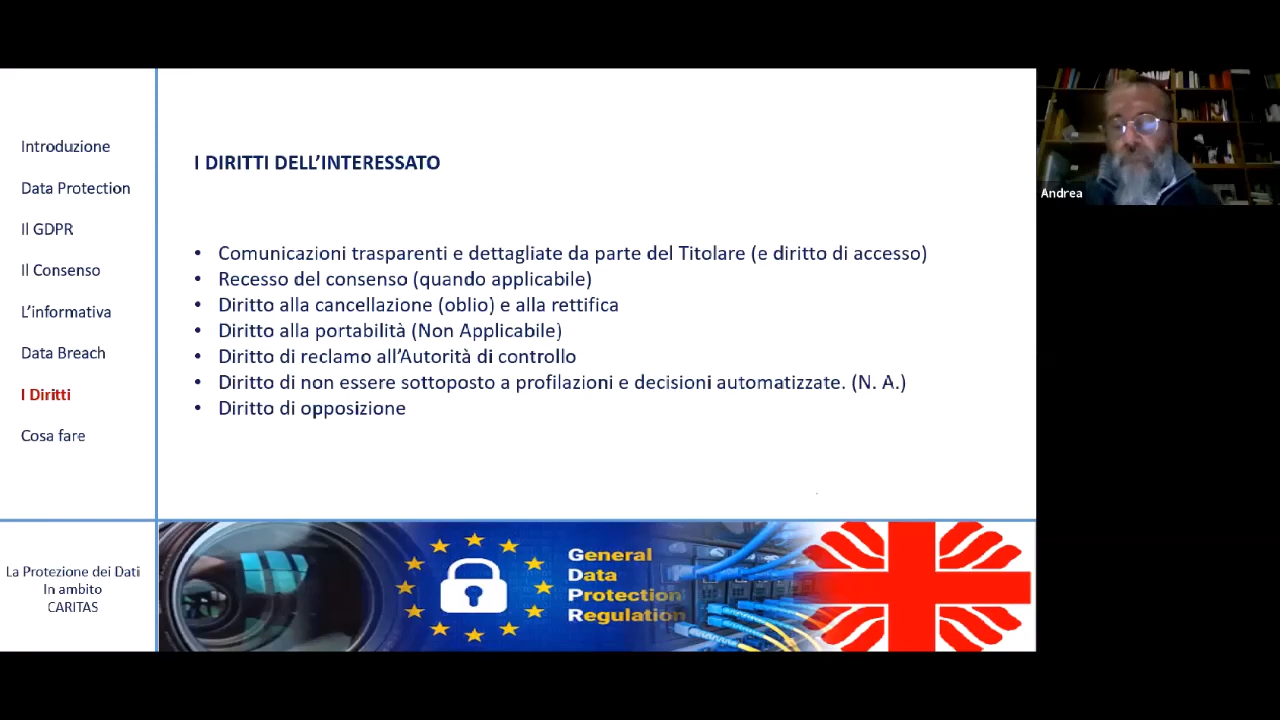 Introduzione
Data Protection
Il GDPR
Il Consenso
L'informativa
Data Breach
I Diritti
Cosa fare
I DIRITTI DELL'INTERESSATO
• Comunicazioni trasparenti e dettagliate da parte del Titolare (e diritto di accesso)
• Recesso del consenso (quando applicabile)
• Diritto alla cancellazione (oblio) e alla rettifica
• Diritto alla portabilità (Non Applicabile)
• Diritto di reclamo all'Autorità di controllo
• Diritto di non essere sottoposto a profilazioni e decisioni automatizzate. (N. A.)
• Diritto di opposizione
Andrea
La Protezione dei Dati
In ambito
CARITAS
General
Data
Protection
Regulation